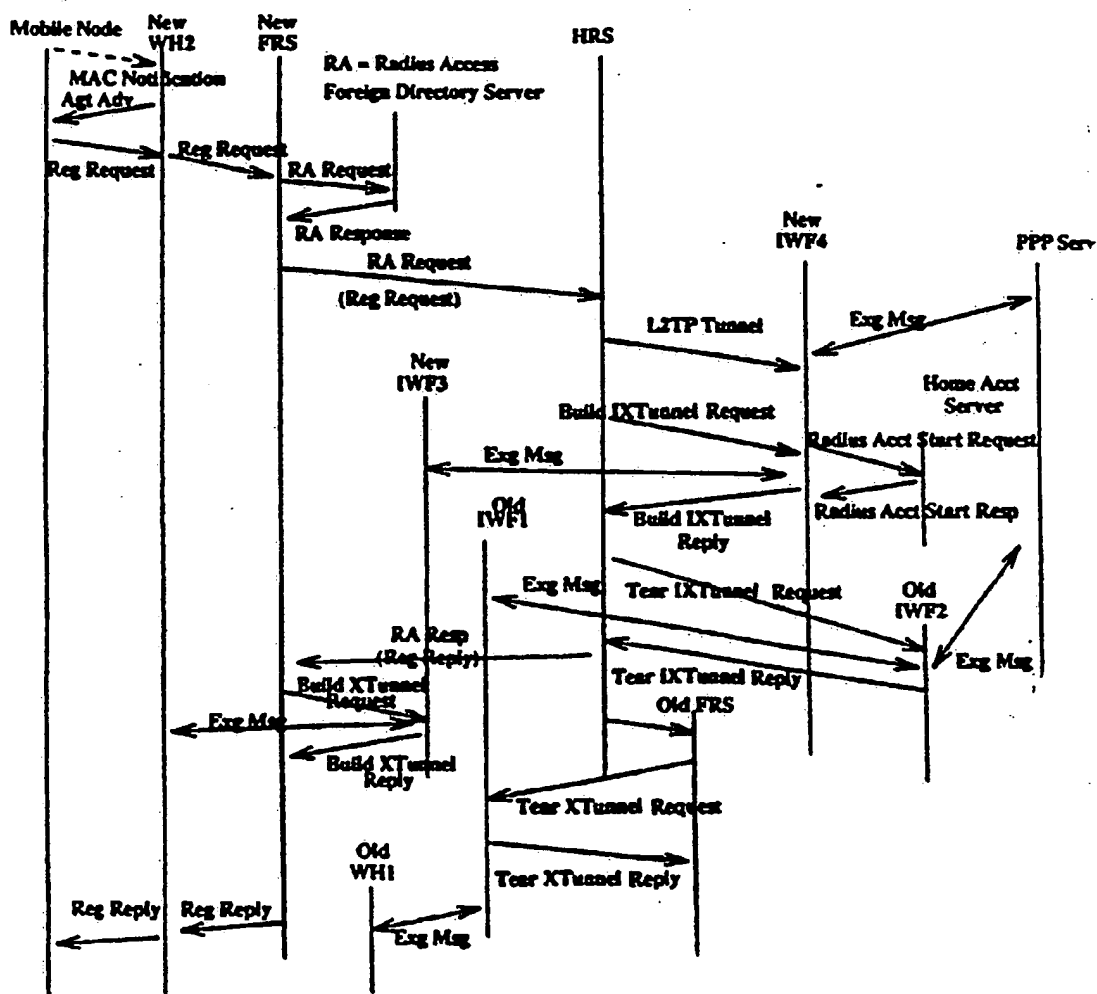 Mobile Node
New
WH2
New
FRS
HRS
RA = Radius Access
Foreign Directory Server
MAC Notification
Agt Adv
Reg Request
Reg Request
RA Request
RA Response
RA Request
(Reg Request)
New
IWF4
PPP Serv
L2TP Tunnel
Exg Msg
New
IWF3
Home Acct
Server
Build IXTunnel Request
Radius Acct Start Request
Exg Msg
Build IXTunnel
Reply
Radius Acct Start Resp
Old
IWF1
Exg Msg
Tear IXTunnel Request
Old
IWF2
RA Resp
(Reg Reply)
Exg Msg
Tear IXTunnel Reply
Build XTunnel
Request
Old FRS
Exg Msg
Build XTunnel
Reply
Tear XTunnel Request
Old
WH1
Tear XTunnel Reply
Reg Reply
Reg Reply
Exg Msg